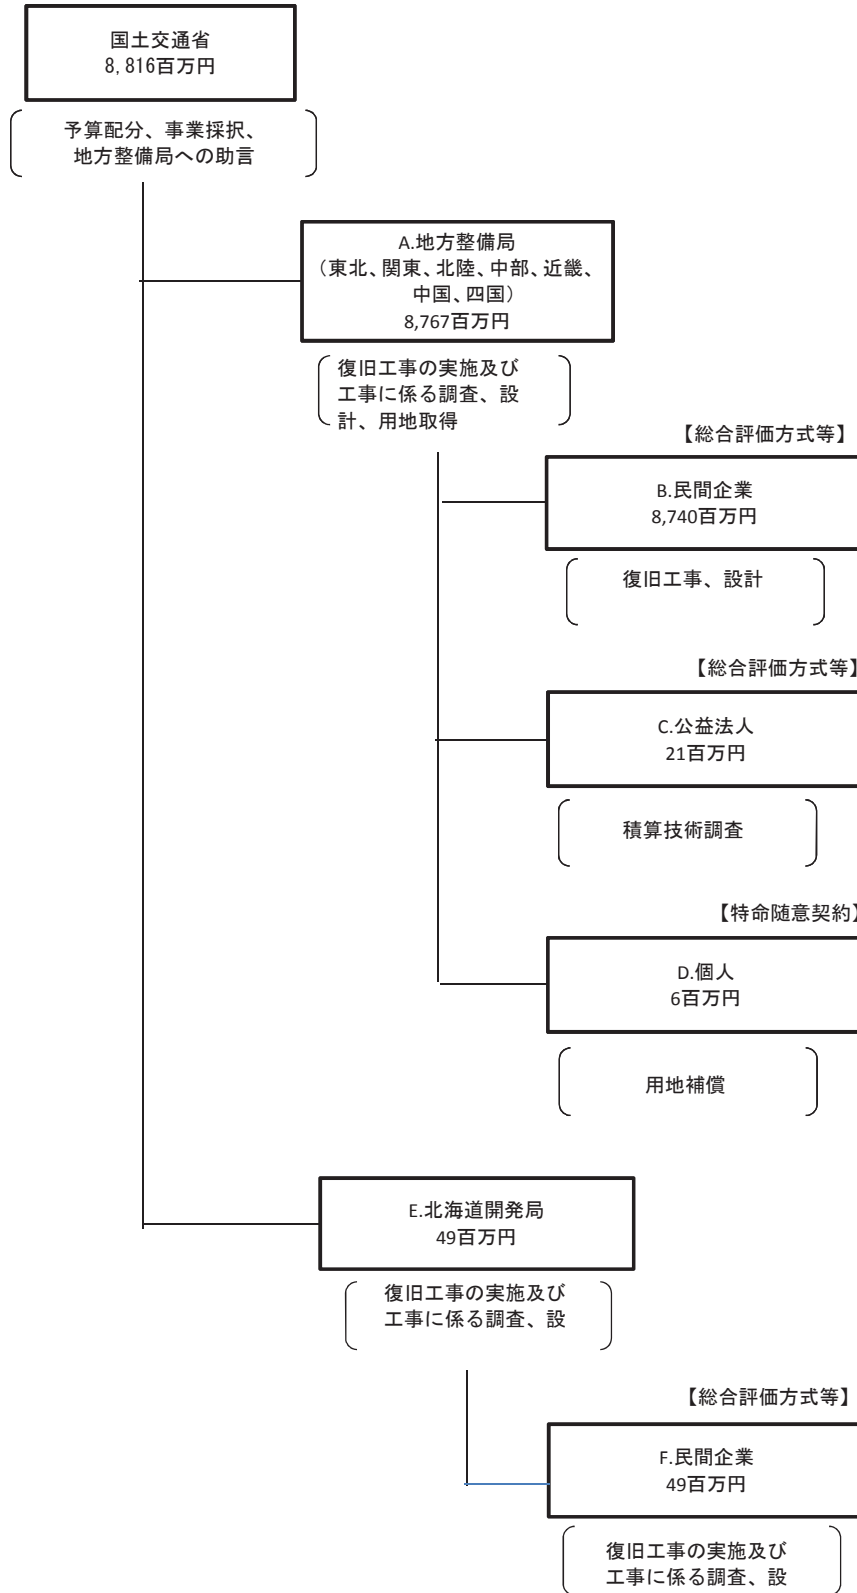 国土交通省
8,816百万円
予算配分、事業採択、
地方整備局への助言
A.地方整備局
（東北、関東、北陸、中部、近畿、
中国、四国）
8,767百万円
復旧工事の実施及び
工事に係る調査、設
計、用地取得
【総合評価方式等】
B.民間企業
8,740百万円
復旧工事、設計
【総合評価方式等】
C.公益法人
21百万円
積算技術調査
【特命随意契約】
D.個人
6百万円
用地補償
E.北海道開発局
49百万円
復旧工事の実施及び
工事に係る調査、設
【総合評価方式等】
F.民間企業
49百万円
復旧工事の実施及び
工事に係る調査、設